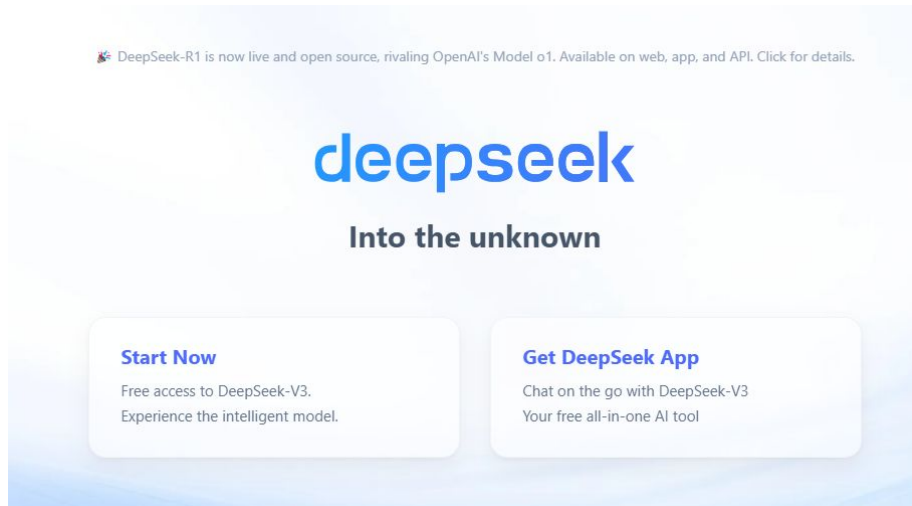 🎉 DeepSeek-R1 is now live and open source, rivaling OpenAI's Model o1. Available on web, app, and API. Click for details.
deepseek
Into the unknown
Start Now
Free access to DeepSeek-V3.
Experience the intelligent model.
Get DeepSeek App
Chat on the go with DeepSeek-V3
Your free all-in-one AI tool